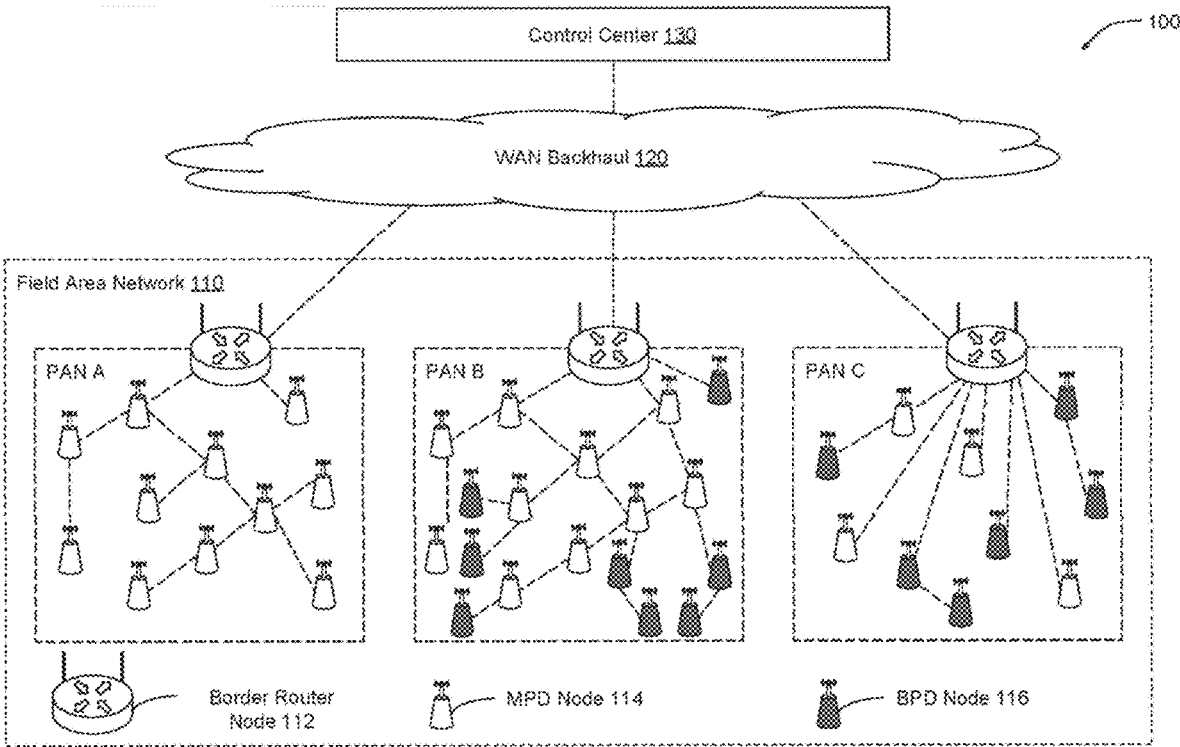 Control Center 130
100
WAN Backhaul 120
Field Area Network 110
PAN A
PAN B
PAN C
Border Router
Node 112
MPD Node 114
BPD Node 116